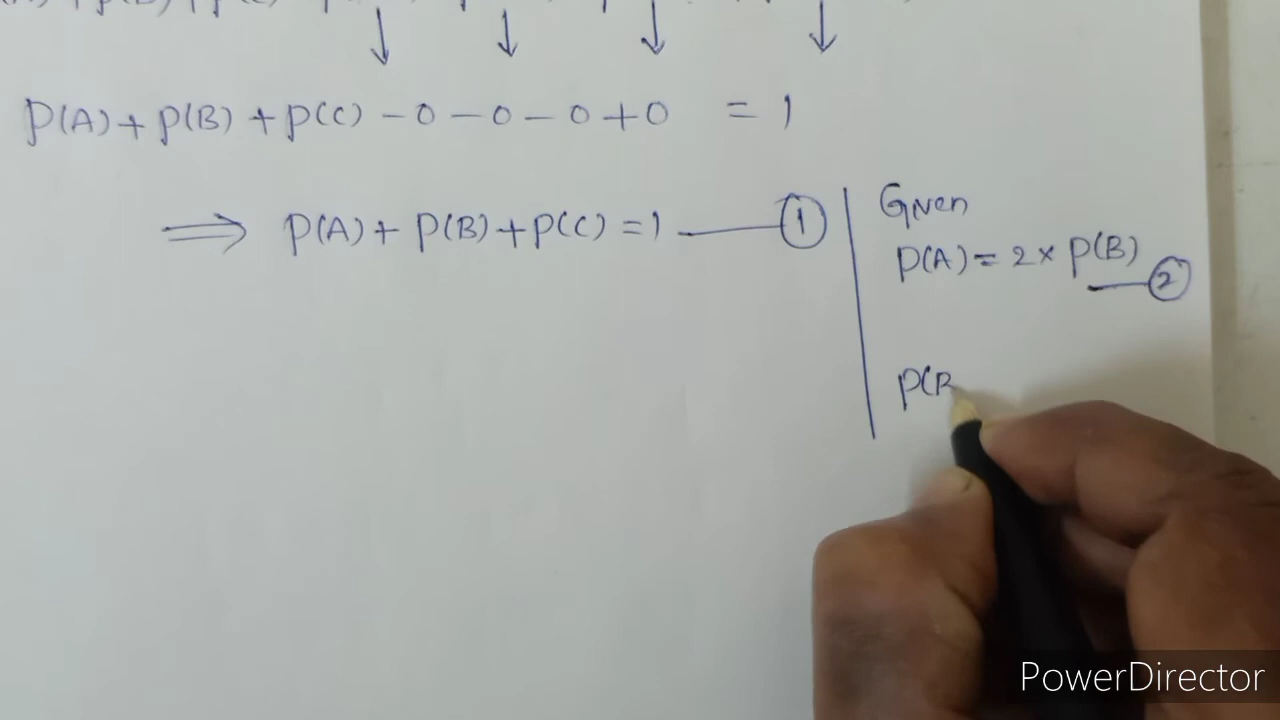 P(A) + P(B) + P(C) - 0 - 0 - 0 + 0 = 1
⇒ P(A) + P(B) + P(C) = 1 — ①
Given
P(A) = 2 × P(B)
— ②
P(B
PowerDirector